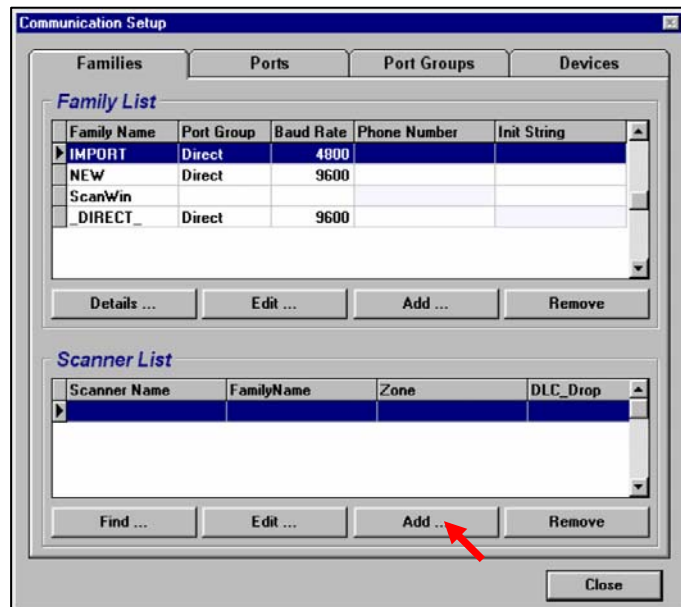 Communication Setup
Families Ports Port Groups Devices
Family List
Family Name Port Group Baud Rate Phone Number Init String
IMPORT Direct 4800
NEW Direct 9600
ScanWin
_DIRECT_ Direct 9600
Details ... Edit ... Add ... Remove
Scanner List
Scanner Name FamilyName Zone DLC_Drop
Find ... Edit ... Add ... Remove
Close